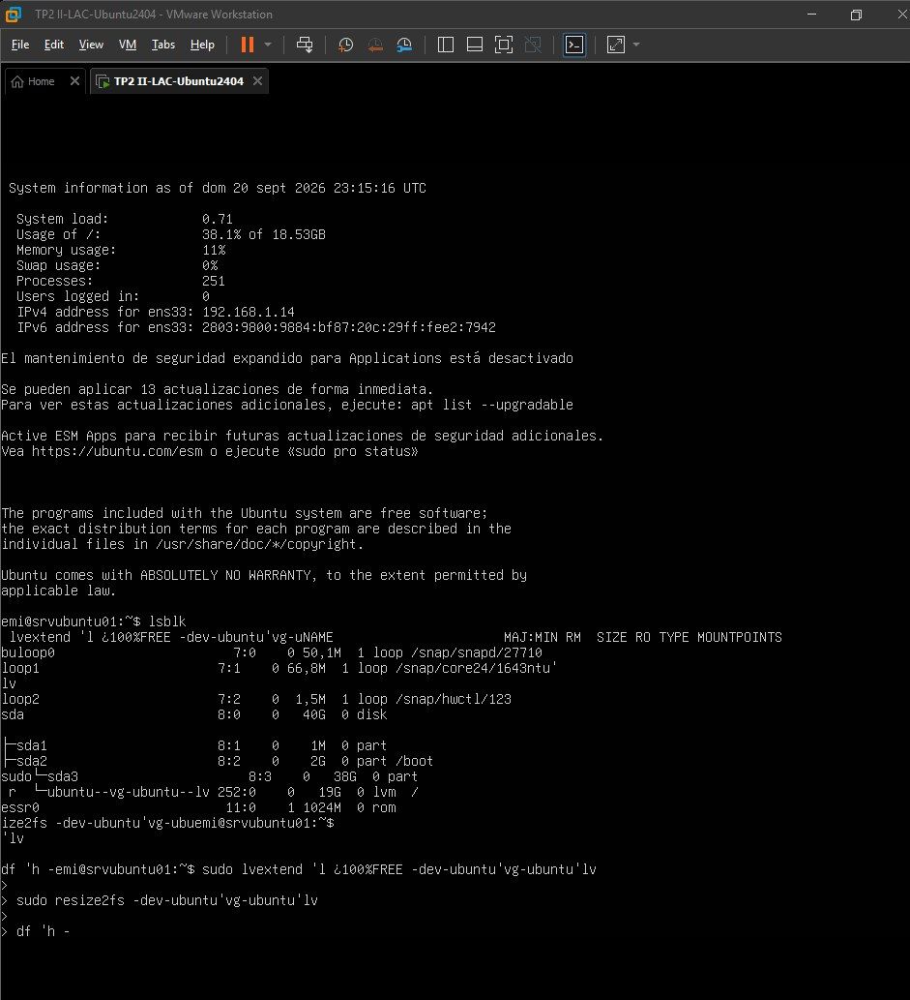 TP2 II-LAC-Ubuntu2404 - VMware Workstation
File Edit View VM Tabs Help
Home
TP2 II-LAC-Ubuntu2404
System information as of dom 20 sept 2026 23:15:16 UTC
System load: 0.71
Usage of /: 38.1% of 18.53GB
Memory usage: 11%
Swap usage: 0%
Processes: 251
Users logged in: 0
IPv4 address for ens33: 192.168.1.14
IPv6 address for ens33: 2803:9800:9884:bf87:20c:29ff:fee2:7942
El mantenimiento de seguridad expandido para Applications está desactivado
Se pueden aplicar 13 actualizaciones de forma inmediata.
Para ver estas actualizaciones adicionales, ejecute: apt list --upgradable
Active ESM Apps para recibir futuras actualizaciones de seguridad adicionales.
Vea https://ubuntu.com/esm o ejecute «sudo pro status»
The programs included with the Ubuntu system are free software;
the exact distribution terms for each program are described in the
individual files in /usr/share/doc/*/copyright.
Ubuntu comes with ABSOLUTELY NO WARRANTY, to the extent permitted by
applicable law.
emi@srvubuntu01:~$ lsblk
lvextend 'l ¿100%FREE -dev-ubuntu'vg-uNAME MAJ:MIN RM SIZE RO TYPE MOUNTPOINTS
buloop0 7:0 0 50,1M 1 loop /snap/snapd/27710
loop1 7:1 0 66,8M 1 loop /snap/core24/1643ntu'
lv
loop2 7:2 0 1,5M 1 loop /snap/hwctl/123
sda 8:0 0 40G 0 disk
├─sda1 8:1 0 1M 0 part
├─sda2 8:2 0 2G 0 part /boot
sudo└─sda3 8:3 0 38G 0 part
r └─ubuntu--vg-ubuntu--lv 252:0 0 19G 0 lvm /
essr0 11:0 1 1024M 0 rom
ize2fs -dev-ubuntu'vg-ubuemi@srvubuntu01:~$
'lv
df 'h -emi@srvubuntu01:~$ sudo lvextend 'l ¿100%FREE -dev-ubuntu'vg-ubuntu'lv
>
> sudo resize2fs -dev-ubuntu'vg-ubuntu'lv
>
> df 'h -